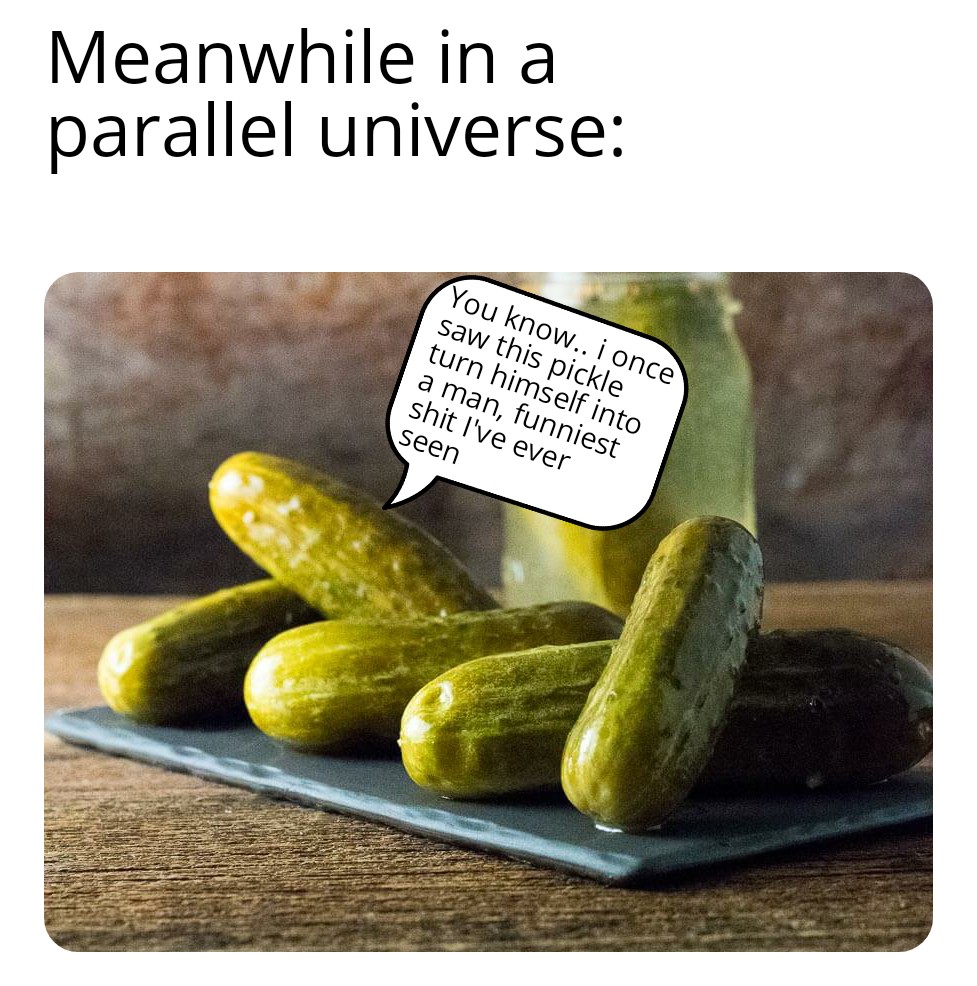 Meanwhile in a
parallel universe:
You know.. i once
saw this pickle
turn himself into
a man, funniest
shit I've ever
seen